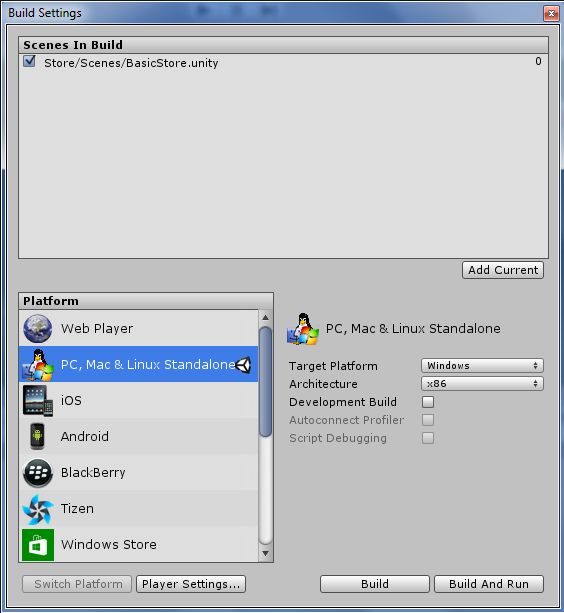 Build Settings
Scenes In Build
Store/Scenes/BasicStore.unity 0
Add Current
Platform
Web Player
PC, Mac & Linux Standalone
iOS
Android
BlackBerry
Tizen
Windows Store
PC, Mac & Linux Standalone
Target Platform Windows
Architecture x86
Development Build
Autoconnect Profiler
Script Debugging
Switch Platform Player Settings... Build Build And Run